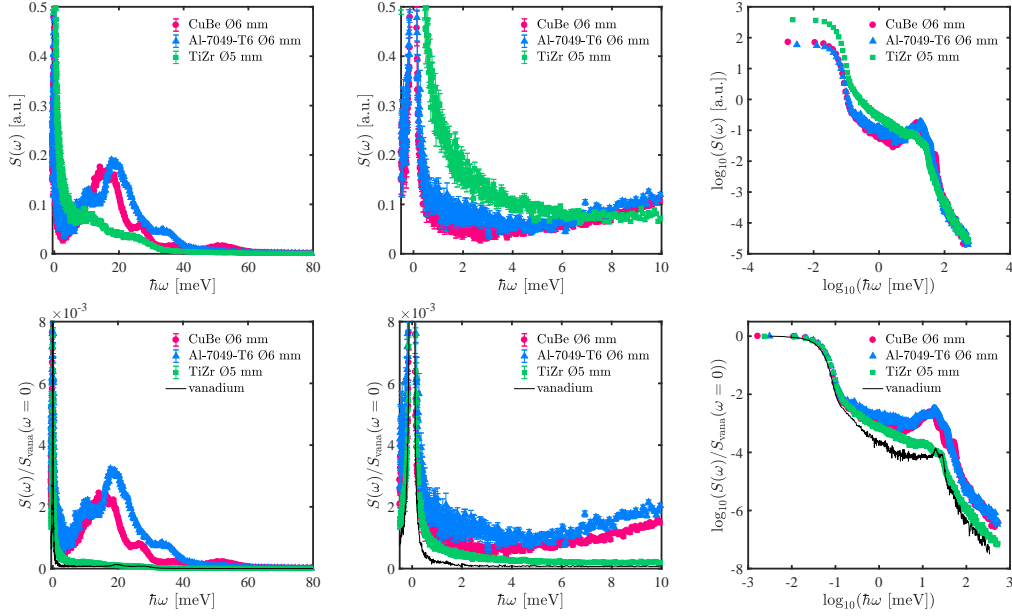 0.5
0.4
0.3
0.2
0.1
0
S(ω) [a.u.]
0 20 40 60 80
ħω [meV]
CuBe Ø6 mm
Al-7049-T6 Ø6 mm
TiZr Ø5 mm
0.5
0.4
0.3
0.2
0.1
0
S(ω) [a.u.]
0 2 4 6 8 10
ħω [meV]
CuBe Ø6 mm
Al-7049-T6 Ø6 mm
TiZr Ø5 mm
3
2
1
0
-1
-2
-3
-4
-5
log₁₀(S(ω) [a.u.])
-4 -2 0 2 4
log₁₀(ħω [meV])
CuBe Ø6 mm
Al-7049-T6 Ø6 mm
TiZr Ø5 mm
×10⁻³
8
6
4
2
0
S(ω)/Svana(ω = 0)
0 20 40 60 80
ħω [meV]
CuBe Ø6 mm
Al-7049-T6 Ø6 mm
TiZr Ø5 mm
vanadium
×10⁻³
8
6
4
2
0
S(ω)/Svana(ω = 0)
0 2 4 6 8 10
ħω [meV]
CuBe Ø6 mm
Al-7049-T6 Ø6 mm
TiZr Ø5 mm
vanadium
0
-2
-4
-6
-8
log₁₀(S(ω)/Svana(ω = 0))
-3 -2 -1 0 1 2 3
log₁₀(ħω [meV])
CuBe Ø6 mm
Al-7049-T6 Ø6 mm
TiZr Ø5 mm
vanadium